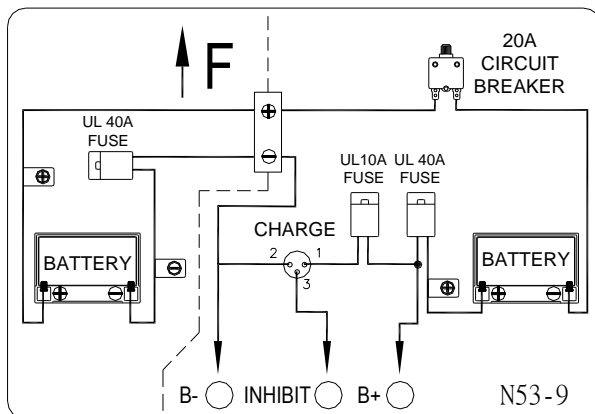 F
20A
CIRCUIT
BREAKER
UL 40A
FUSE
UL10A UL 40A
FUSE FUSE
CHARGE
2 1
3
BATTERY
BATTERY
B- INHIBIT B+
N53-9